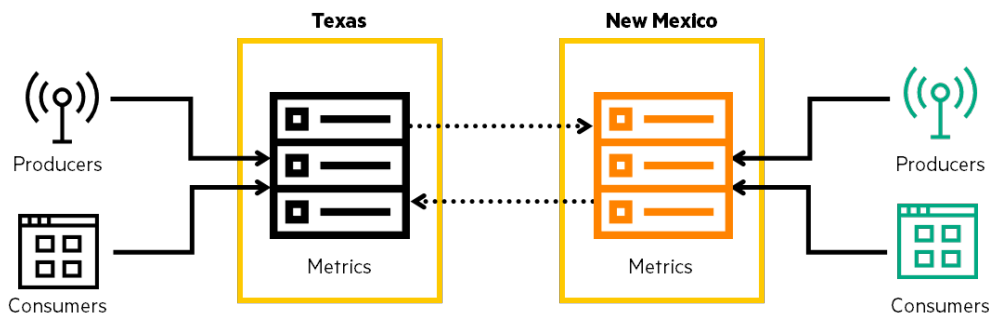 Texas
New Mexico
Producers
Producers
Metrics
Metrics
Consumers
Consumers